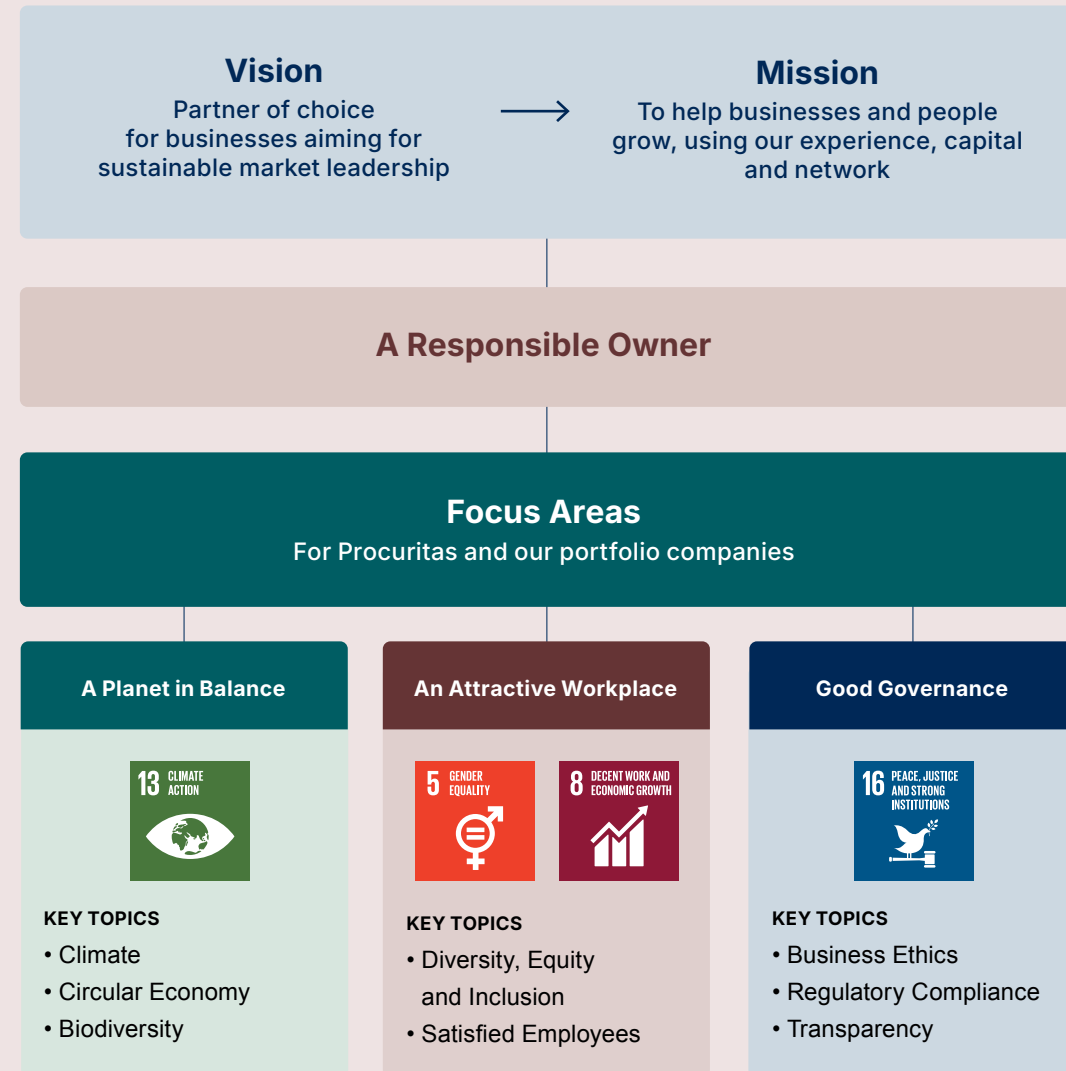 Vision
Partner of choice
for businesses aiming for
sustainable market leadership
Mission
To help businesses and people
grow, using our experience, capital
and network
A Responsible Owner
Focus Areas
For Procuritas and our portfolio companies
A Planet in Balance
13 CLIMATE
ACTION
KEY TOPICS
• Climate
• Circular Economy
• Biodiversity
An Attractive Workplace
5 GENDER
EQUALITY
8 DECENT WORK AND
ECONOMIC GROWTH
KEY TOPICS
• Diversity, Equity
and Inclusion
• Satisfied Employees
Good Governance
16 PEACE, JUSTICE
AND STRONG
INSTITUTIONS
KEY TOPICS
• Business Ethics
• Regulatory Compliance
• Transparency